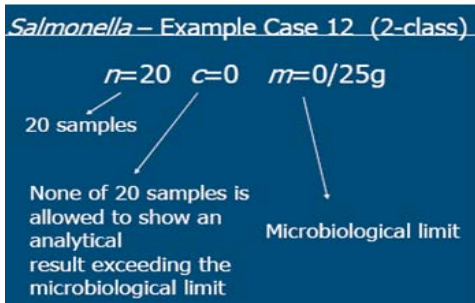 Salmonella – Example Case 12 (2-class)
n=20 c=0 m=0/25g
20 samples
None of 20 samples is
allowed to show an
analytical
result exceeding the
microbiological limit
Microbiological limit